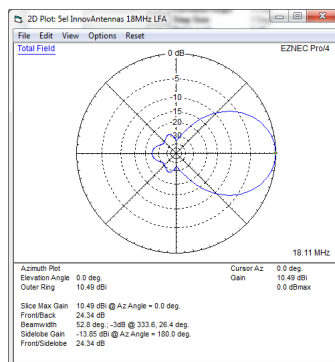 2D Plot: 5el InnovAntennas 18MHz LFA
File Edit View Options Reset
Total Field
EZNEC Pro/4
0 dB
-5
-10
-15
-20
18.11 MHz
Azimuth Plot
Elevation Angle 0.0 deg.
Outer Ring 10.49 dBi
Cursor Az 0.0 deg.
Gain 10.49 dBi
0.0 dBmax
Slice Max Gain 10.49 dBi @ Az Angle = 0.0 deg.
Front/Back 24.34 dB
Beamwidth 52.8 deg.; -3dB @ 333.6, 26.4 deg.
Sidelobe Gain -13.85 dBi @ Az Angle = 180.0 deg.
Front/Sidelobe 24.34 dB